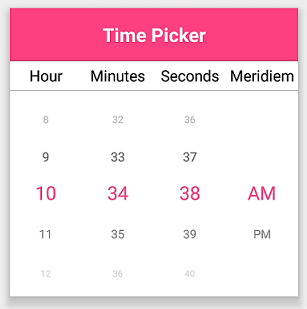 Time Picker
Hour Minutes Seconds Meridiem
8 32 36
9 33 37
10 34 38 AM
11 35 39 PM
12 36 40